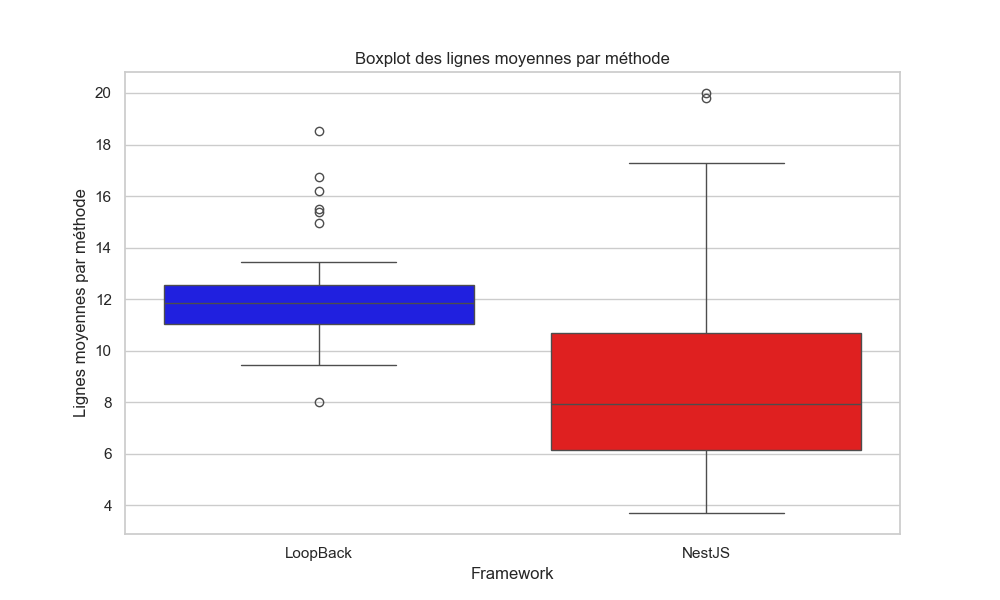 Boxplot des lignes moyennes par méthode
Lignes moyennes par méthode
20
18
16
14
12
10
8
6
4
LoopBack
NestJS
Framework